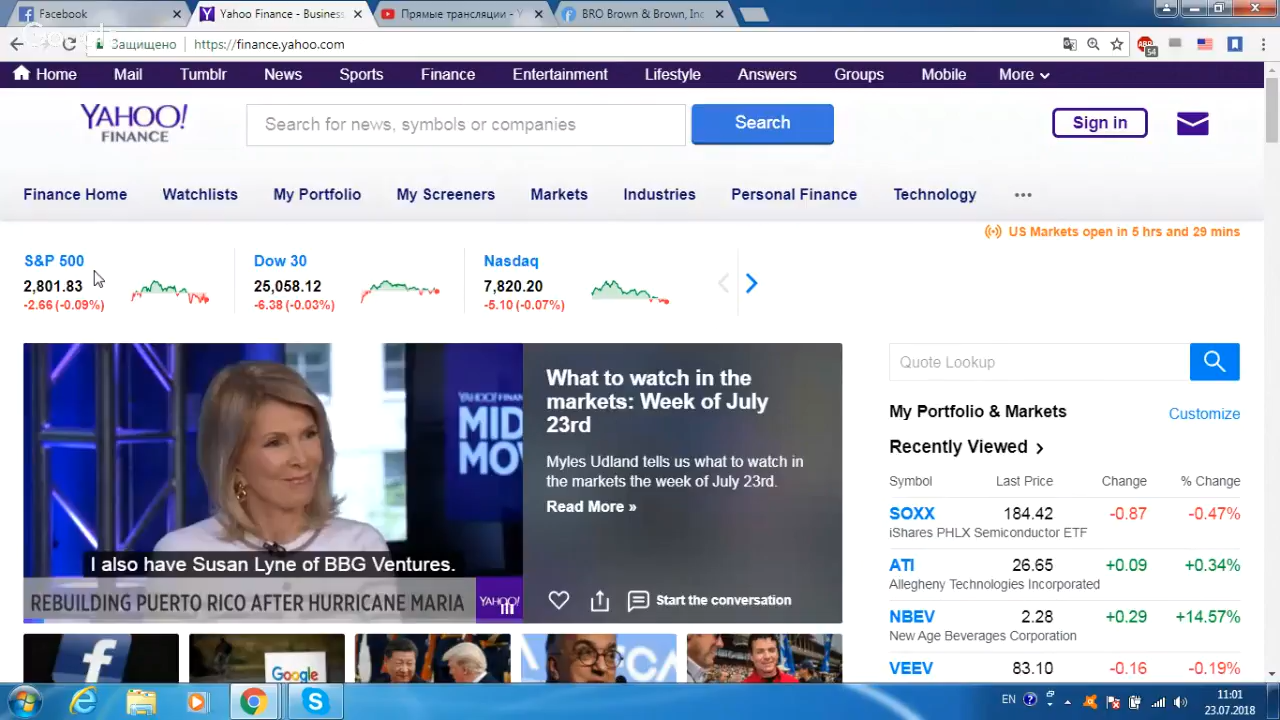 Facebook
Yahoo Finance - Business
Прямые трансляции - Y
BRO Brown & Brown, Inc
Защищено
https://finance.yahoo.com
54
Home Mail Tumblr News Sports Finance Entertainment Lifestyle Answers Groups Mobile More
YAHOO!
FINANCE
Search for news, symbols or companies
Search
Sign in
Finance Home Watchlists My Portfolio My Screeners Markets Industries Personal Finance Technology
US Markets open in 5 hrs and 29 mins
S&P 500
2,801.83
-2.66 (-0.09%)
Dow 30
25,058.12
-6.38 (-0.03%)
Nasdaq
7,820.20
-5.10 (-0.07%)
YAHOO! FINANC
MID
MO
I also have Susan Lyne of BBG Ventures.
REBUILDING PUERTO RICO AFTER HURRICANE MARIA
YAHOO!
What to watch in the
markets: Week of July
23rd
Myles Udland tells us what to watch in
the markets the week of July 23rd.
Read More »
Start the conversation
Quote Lookup
My Portfolio & Markets
Customize
Recently Viewed
Symbol Last Price Change % Change
SOXX 184.42 -0.87 -0.47%
iShares PHLX Semiconductor ETF
ATI 26.65 +0.09 +0.34%
Allegheny Technologies Incorporated
NBEV 2.28 +0.29 +14.57%
New Age Beverages Corporation
VEEV 83.10 -0.16 -0.19%
Google
CA
EN
11:01
23.07.2018